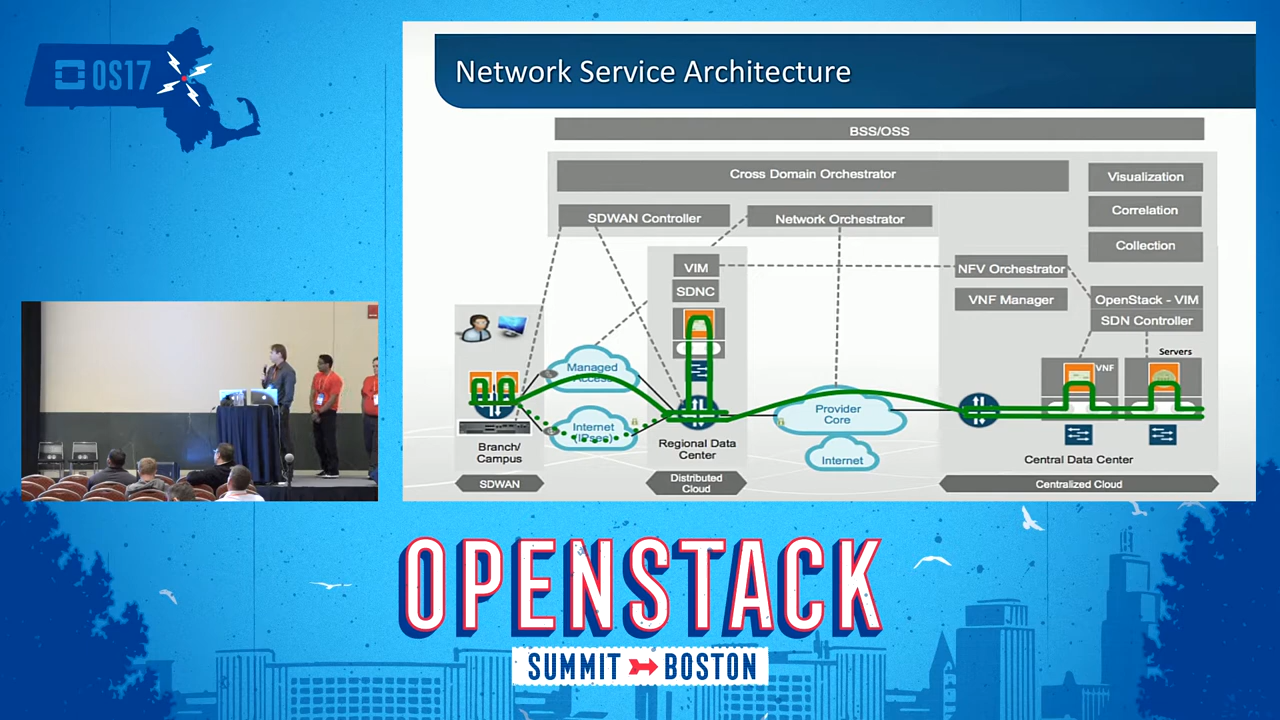 OS17
Network Service Architecture
BSS/OSS
Cross Domain Orchestrator
Visualization
Correlation
Collection
SDWAN Controller
Network Orchestrator
VIM
SDNC
NFV Orchestrator
VNF Manager
OpenStack - VIM
SDN Controller
Servers
VNF
Managed
Access
Internet
(IPsec)
Provider
Core
Internet
Branch/
Campus
Regional Data
Center
Central Data Center
SDWAN
Distributed
Cloud
Centralized Cloud
OPENSTACK
SUMMIT BOSTON